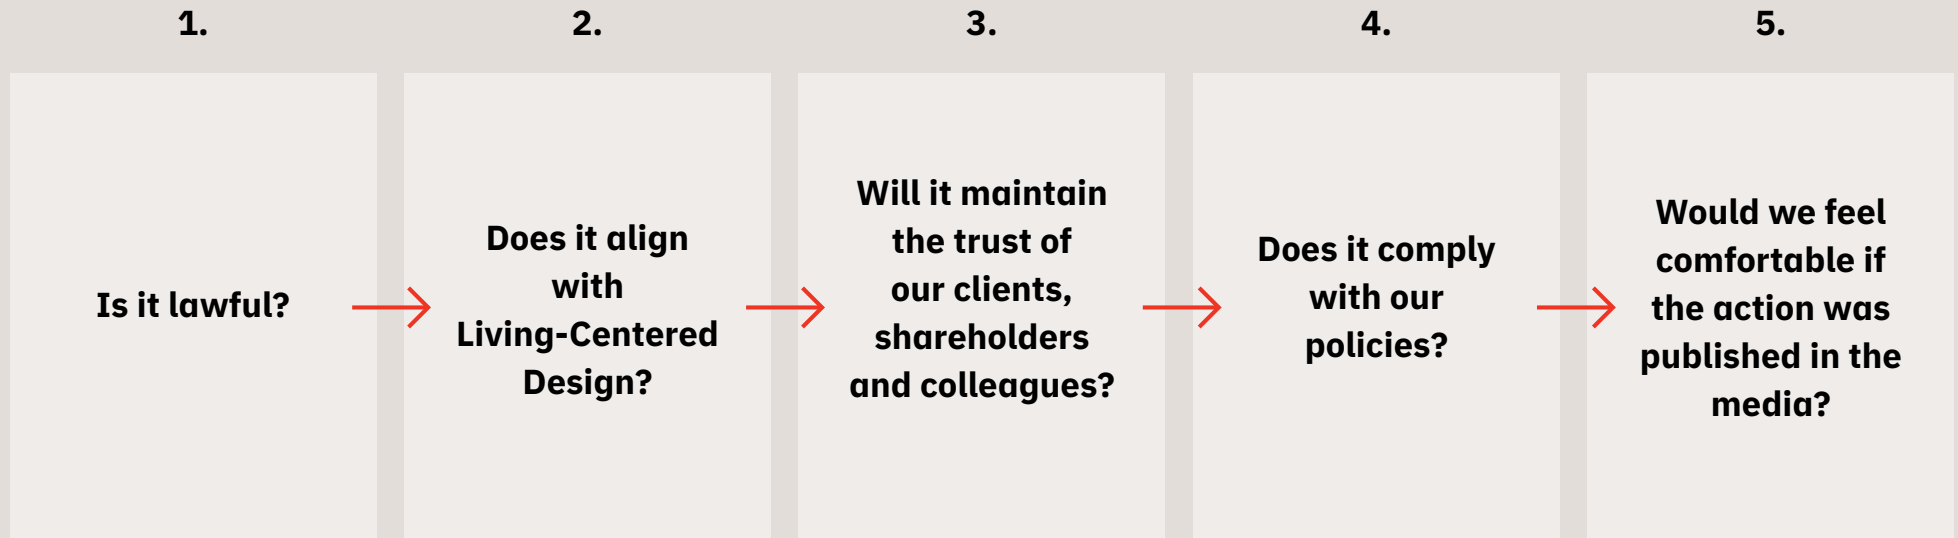 1.
Is it lawful?
2.
Does it align
with
Living-Centered
Design?
3.
Will it maintain
the trust of
our clients,
shareholders
and colleagues?
4.
Does it comply
with our
policies?
5.
Would we feel
comfortable if
the action was
published in the
media?